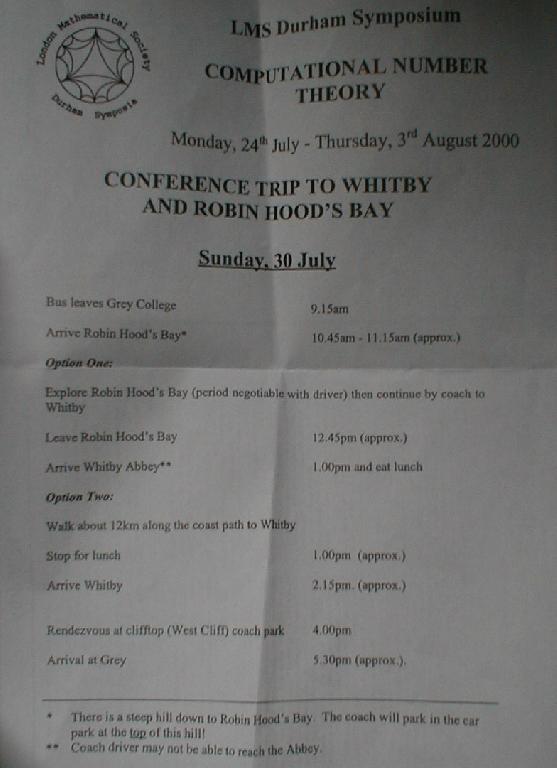 London Mathematical Society
Durham Symposia
LMS Durham Symposium
COMPUTATIONAL NUMBER
THEORY
Monday, 24th July - Thursday, 3rd August 2000
CONFERENCE TRIP TO WHITBY
AND ROBIN HOOD'S BAY
Sunday, 30 July
Bus leaves Grey College 9.15am
Arrive Robin Hood's Bay* 10.45am - 11.15am (approx.)
Option One:
Explore Robin Hood's Bay (period negotiable with driver) then continue by coach to
Whitby
Leave Robin Hood's Bay 12.45pm (approx.)
Arrive Whitby Abbey** 1.00pm and eat lunch
Option Two:
Walk about 12km along the coast path to Whitby
Stop for lunch 1.00pm (approx.)
Arrive Whitby 2.15pm. (approx.)
Rendezvous at clifftop (West Cliff) coach park 4.00pm
Arrival at Grey 5.30pm (approx.).
* There is a steep hill down to Robin Hood's Bay. The coach will park in the car
park at the top of this hill!
** Coach driver may not be able to reach the Abbey.